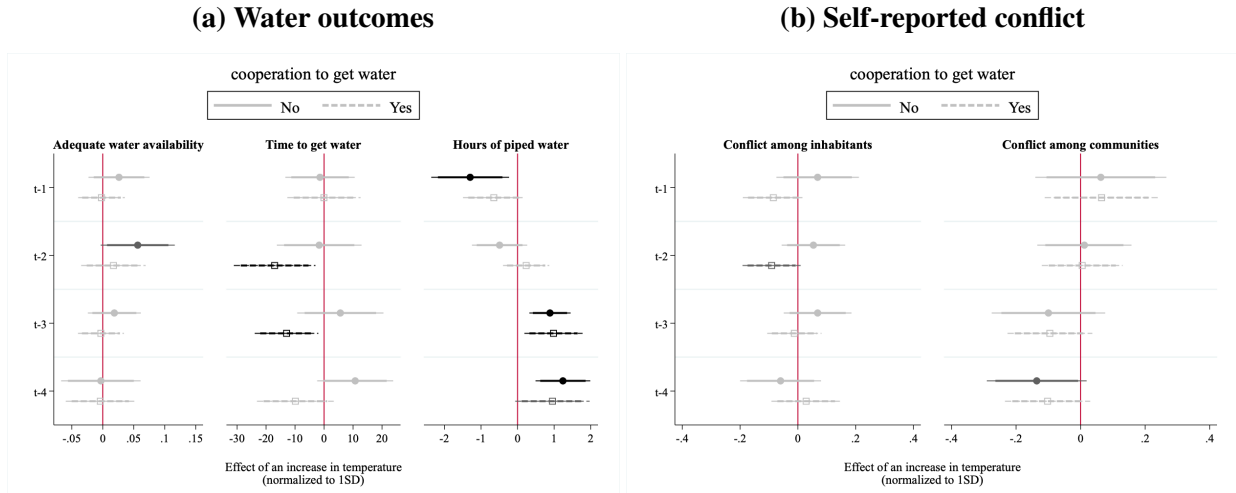 (a) Water outcomes
cooperation to get water
No Yes
Adequate water availability Time to get water Hours of piped water
t-1
t-2
t-3
t-4
-.05 0 .05 .1 .15 -30 -20 -10 0 10 20 -2 -1 0 1 2
Effect of an increase in temperature
(normalized to 1SD)
(b) Self-reported conflict
cooperation to get water
No Yes
Conflict among inhabitants Conflict among communities
t-1
t-2
t-3
t-4
-.4 -.2 0 .2 .4 -.4 -.2 0 .2 .4
Effect of an increase in temperature
(normalized to 1SD)